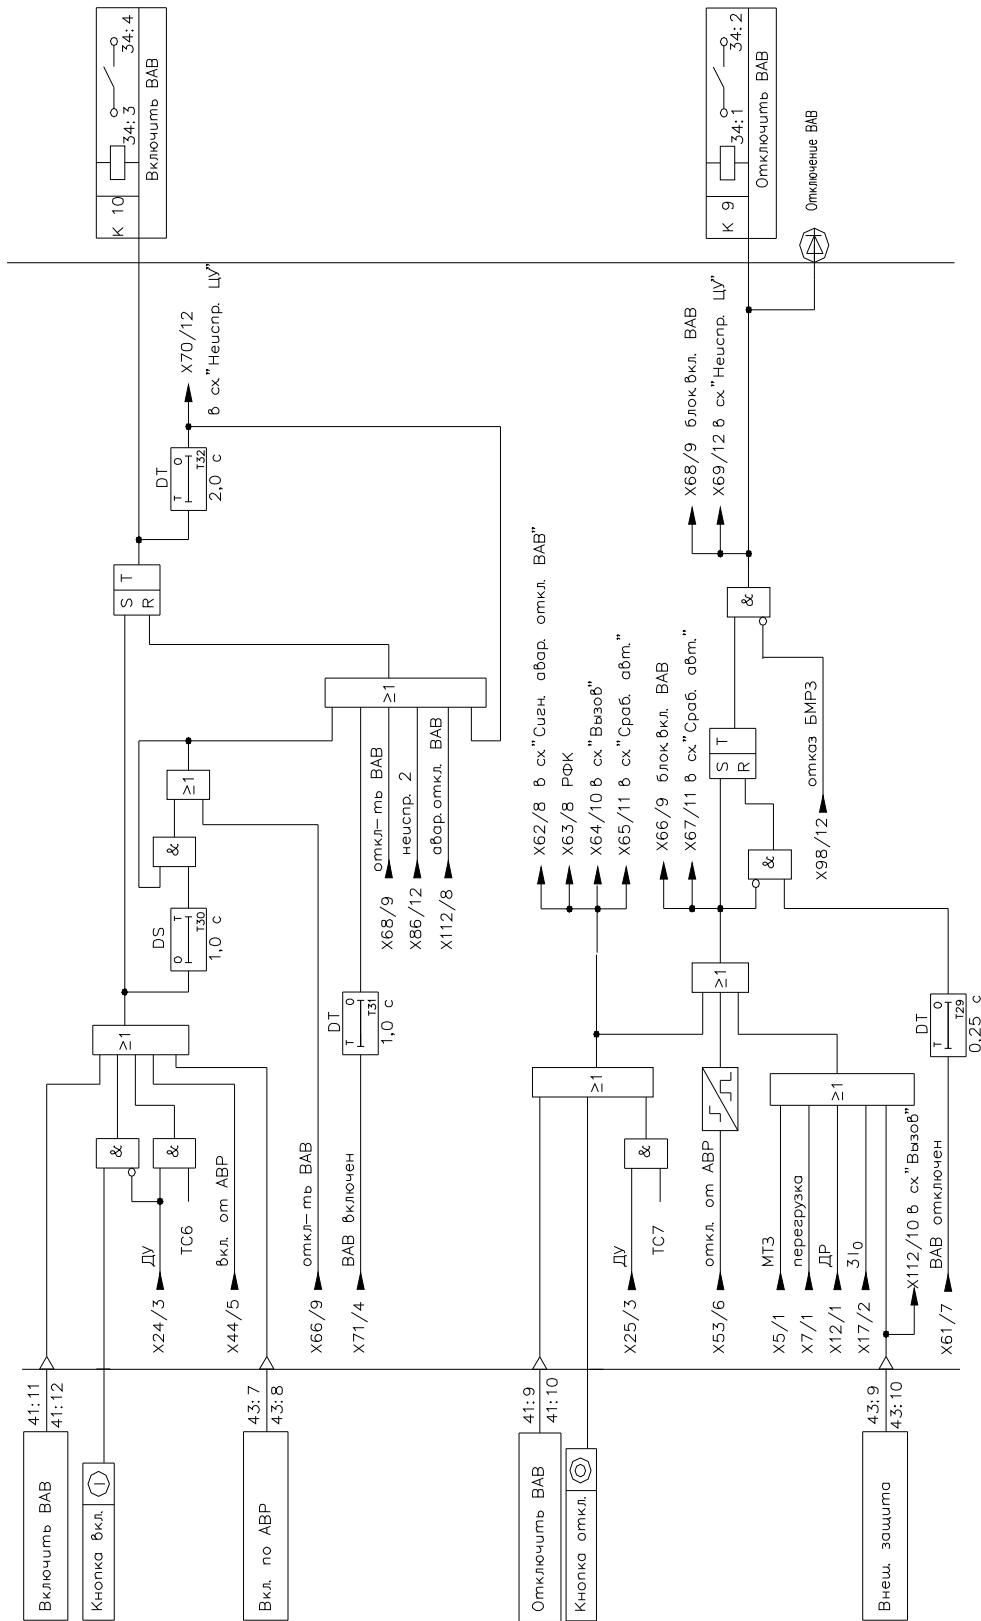 Включить ВАВ
41:11
41:12
Кнопка вкл.
Вкл. по АВР
43:7
43:8
X24/3
ДУ
ТС6
&
&
X44/5
вкл. от АВР
≥1
X66/9
откл-ть ВАВ
X71/4
ВАВ включен
DS
O T
T30
1,0 с
&
≥1
DT
T O
T31
1,0 с
X68/9
откл-ть ВАВ
X86/12
неиспр. 2
X112/8
авар.откл. ВАВ
≥1
S T
R
DT
T O
T32
2,0 с
X70/12
в сх."Неиспр. ЦУ"
К 10
34:3
34:4
Включить ВАВ
Отключить ВАВ
41:9
41:10
Кнопка откл.
X25/3
ДУ
ТС7
&
≥1
X53/6
откл. от АВР
X5/1
МТЗ
X7/1
перегрузка
X12/1
ДР
X17/2
3I0
≥1
Внеш. защита
43:9
43:10
X112/10 в сх."Вызов"
X61/7
ВАВ отключен
DT
T O
T29
0.25 с
≥1
X62/8 в сх."Сигн. авар. откл. ВАВ"
X63/8 РФК
X64/10 в сх."Вызов"
X65/11 в сх."Сраб. авт."
X66/9 блок.вкл. ВАВ
X67/11 в сх."Сраб. авт."
&
S T
R
X98/12
отказ БМРЗ
&
X68/9 блок.вкл. ВАВ
X69/12 в сх."Неиспр. ЦУ"
К 9
34:1
34:2
Отключить ВАВ
Отключение ВАВ